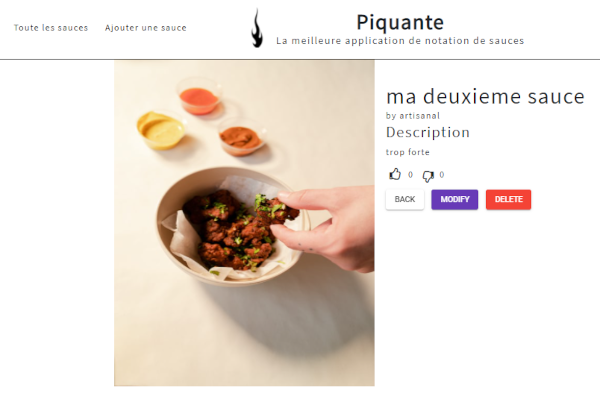 Toute les sauces
Ajouter une sauce
Piquante
La meilleure application de notation de sauces
ma deuxieme sauce
by artisanal
Description
trop forte
0
0
BACK
MODIFY
DELETE